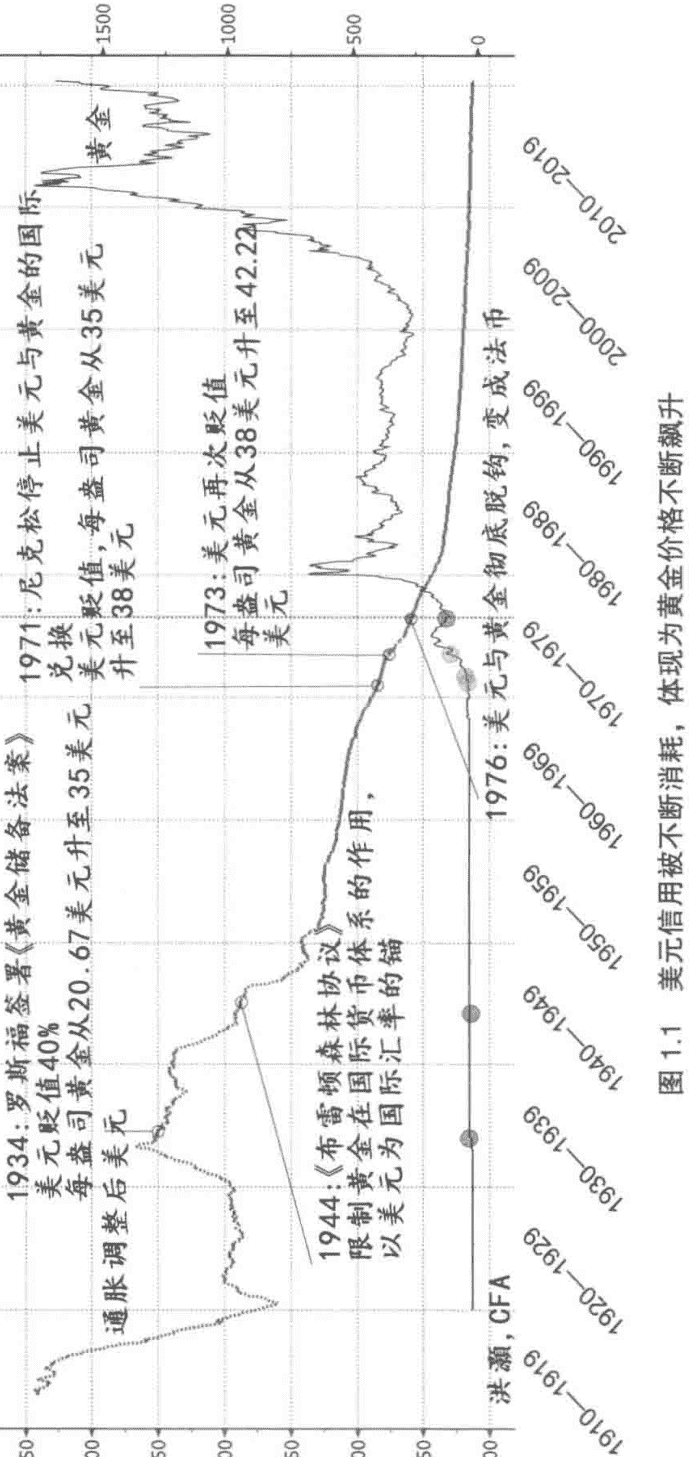 1934:罗斯福签署《黄金储备法案》
美元贬值40%
每盎司黄金从20.67美元升至35美元
通胀调整后美元
1971:尼克松停止美元与黄金的国际
兑换
美元贬值,每盎司黄金从35美元
升至38美元
黄金
1973:美元再次贬值
每盎司黄金从38美元升至42.22
美元
1944:《布雷顿森林协议》
限制黄金在国际货币体系的作用,
以美元为国际汇率的锚
1976:美元与黄金彻底脱钩,变成法币
洪灏,CFA
1500
1000
500
0
1910—1919
1920—1929
1930—1939
1940—1949
1950—1959
1960—1969
1970—1979
1980—1989
1990—1999
2000—2009
2010—2019
图 1.1 美元信用被不断消耗，体现为黄金价格不断飙升